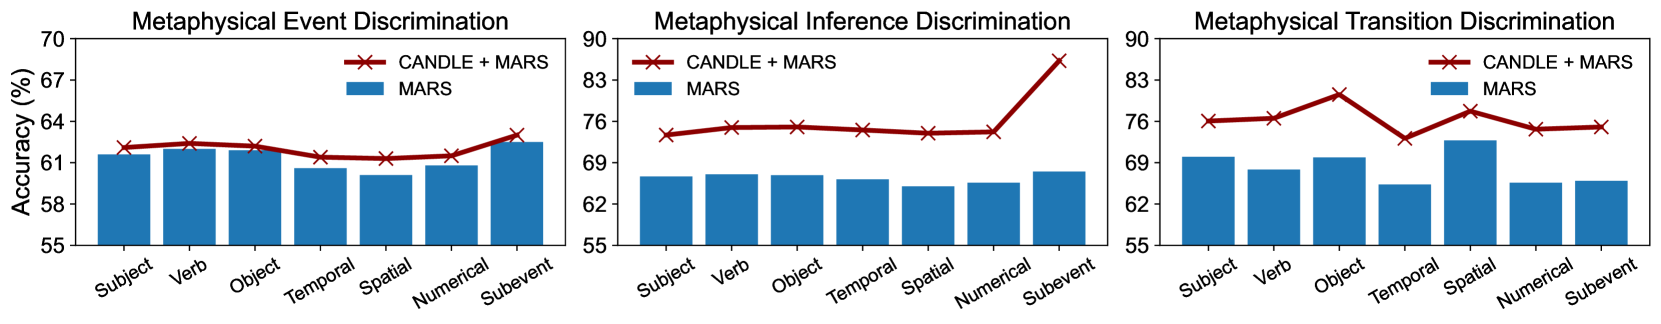 Metaphysical Event Discrimination
Accuracy (%)
70
67
64
61
58
55
CANDLE + MARS
MARS
Subject
Verb
Object
Temporal
Spatial
Numerical
Subevent
Metaphysical Inference Discrimination
90
83
76
69
62
55
CANDLE + MARS
MARS
Subject
Verb
Object
Temporal
Spatial
Numerical
Subevent
Metaphysical Transition Discrimination
90
83
76
69
62
55
CANDLE + MARS
MARS
Subject
Verb
Object
Temporal
Spatial
Numerical
Subevent